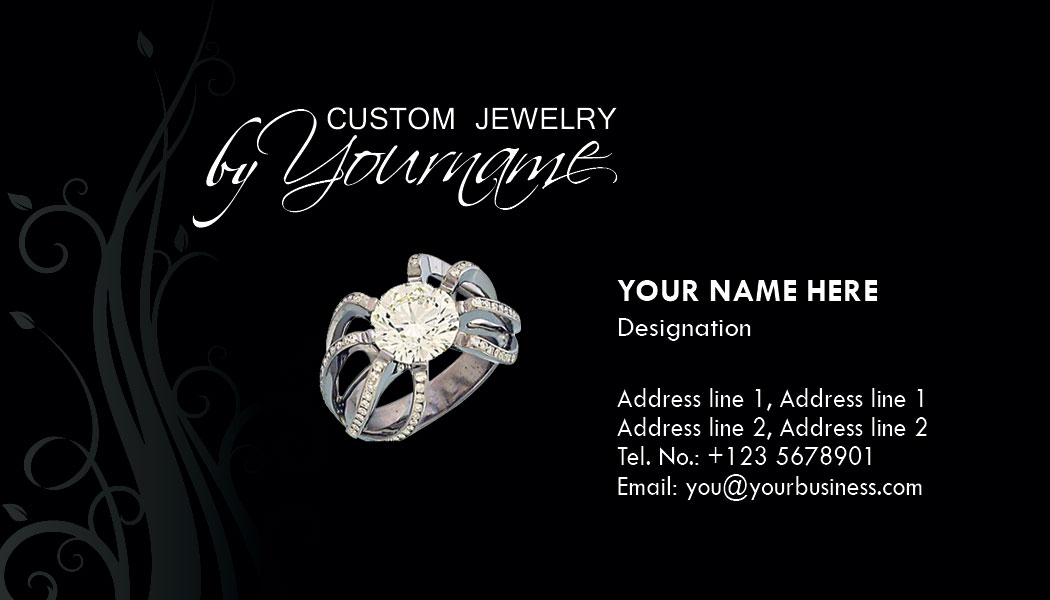 CUSTOM JEWELRY
by Yourname
YOUR NAME HERE
Designation
Address line 1, Address line 1
Address line 2, Address line 2
Tel. No.: +123 5678901
Email: you@yourbusiness.com